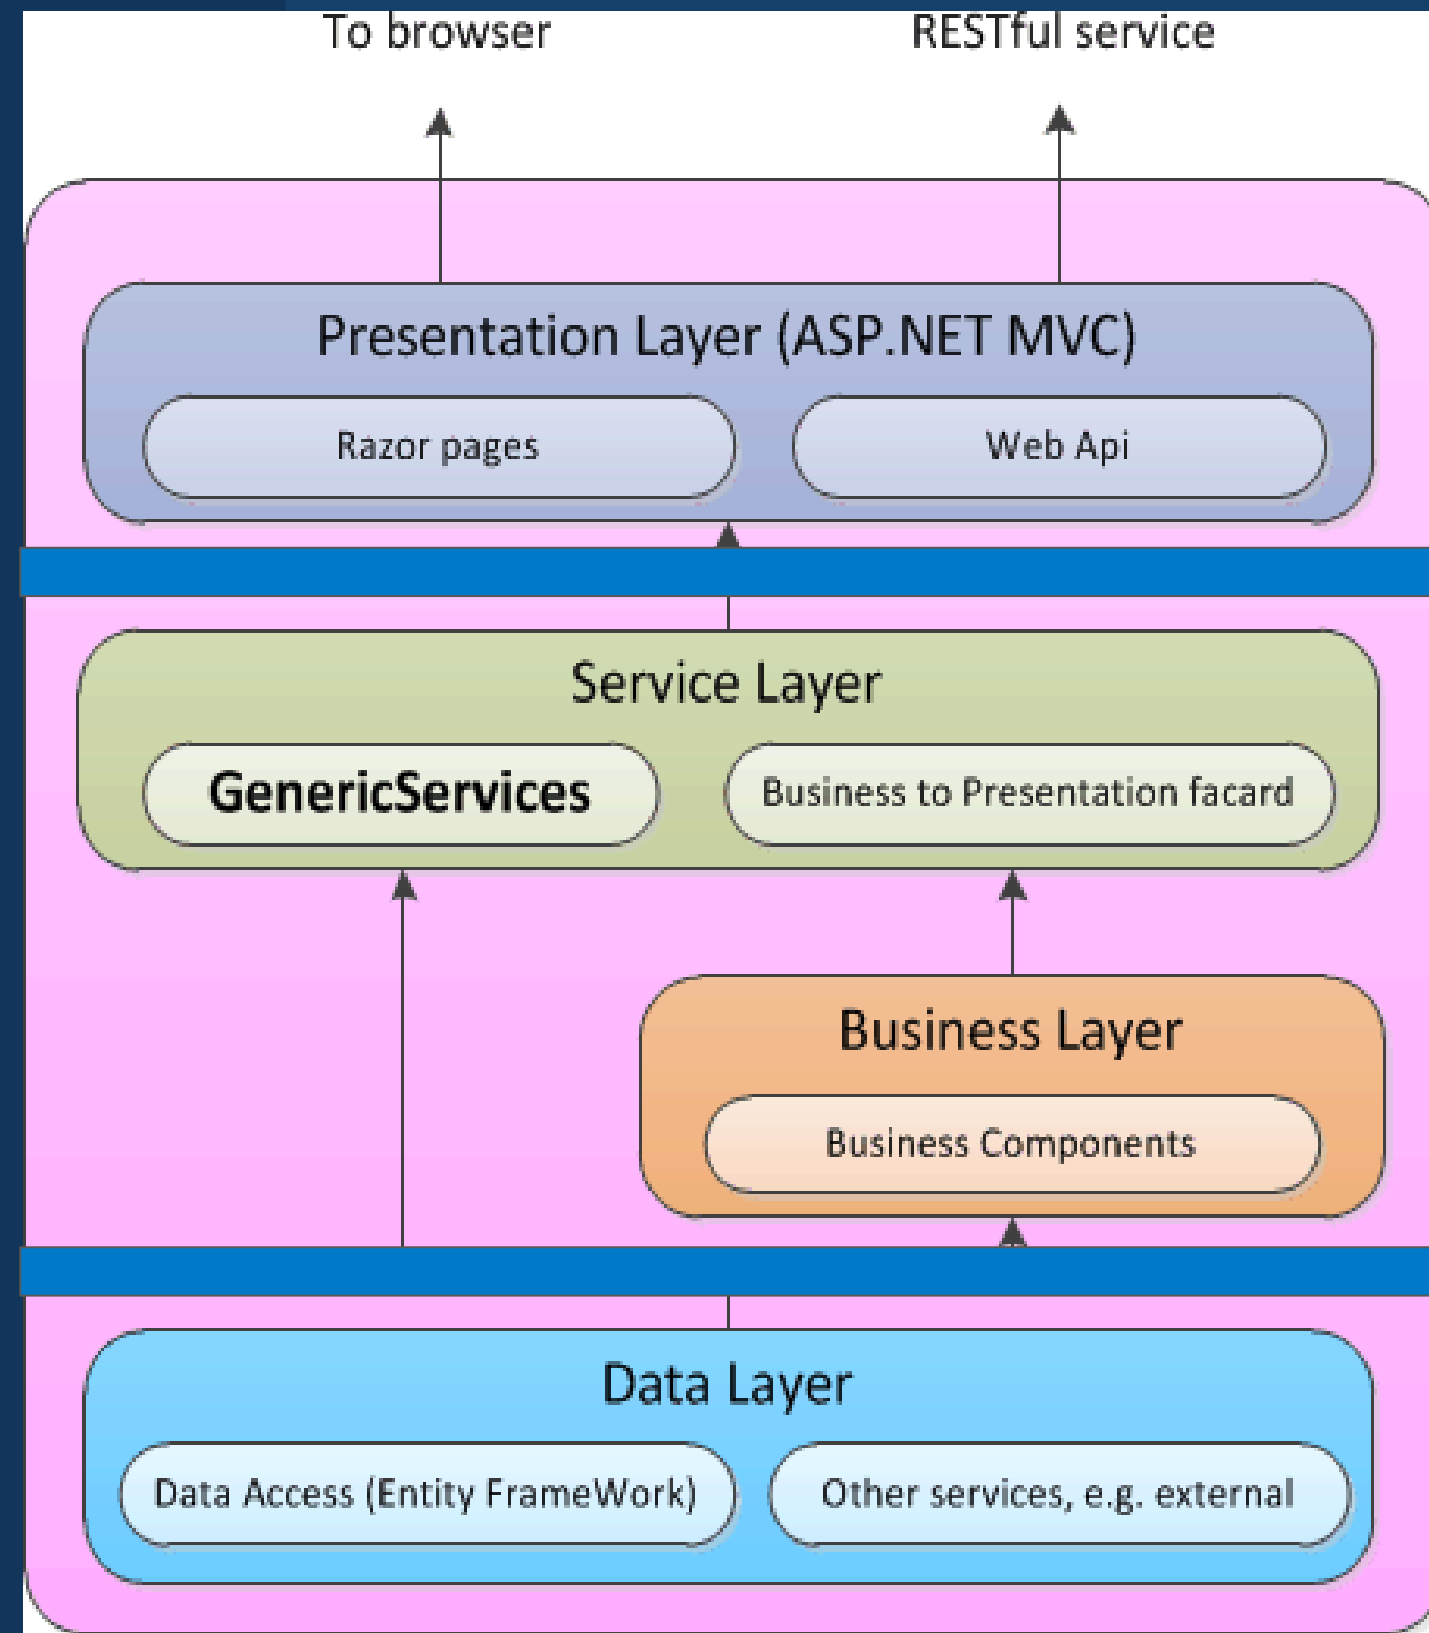 To browser
RESTful service
Presentation Layer (ASP.NET MVC)
Razor pages
Web Api
Service Layer
GenericServices
Business to Presentation facard
Business Layer
Business Components
Data Layer
Data Access (Entity FrameWork)
Other services, e.g. external